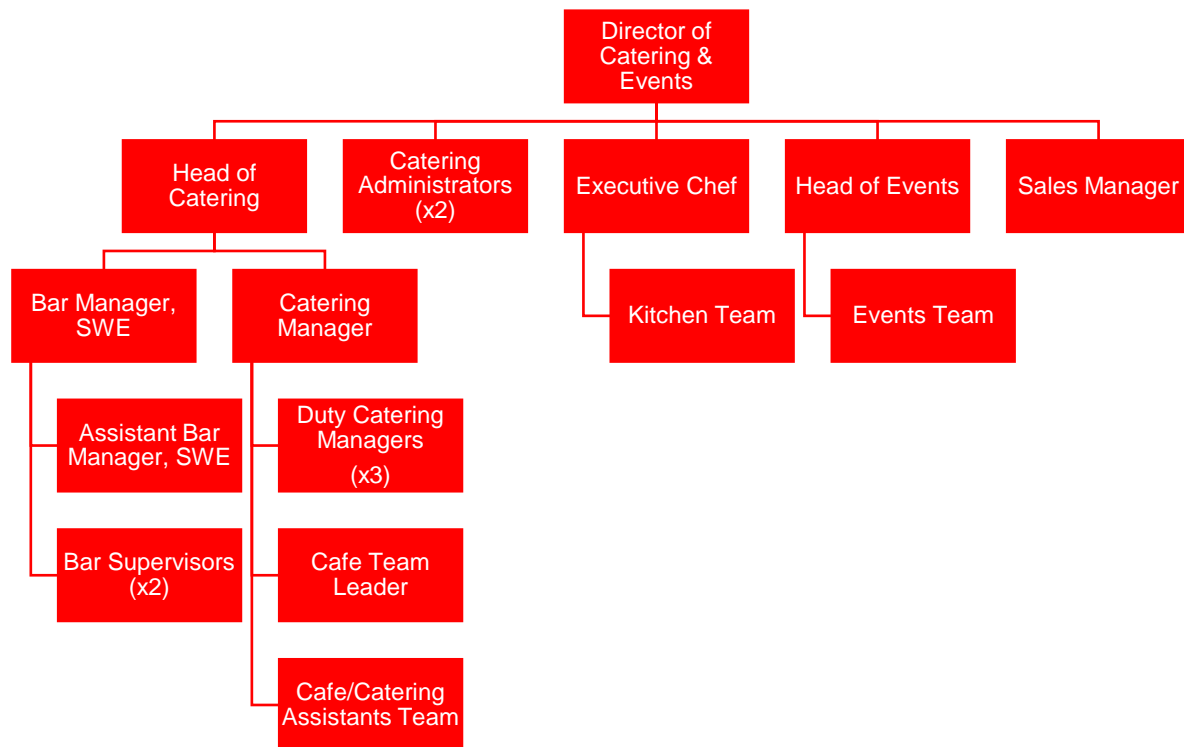 Director of
Catering &
Events
Head of
Catering
Catering
Administrators
(x2)
Executive Chef
Head of Events
Sales Manager
Bar Manager,
SWE
Catering
Manager
Kitchen Team
Events Team
Assistant Bar
Manager, SWE
Duty Catering
Managers
(x3)
Bar Supervisors
(x2)
Cafe Team
Leader
Cafe/Catering
Assistants Team